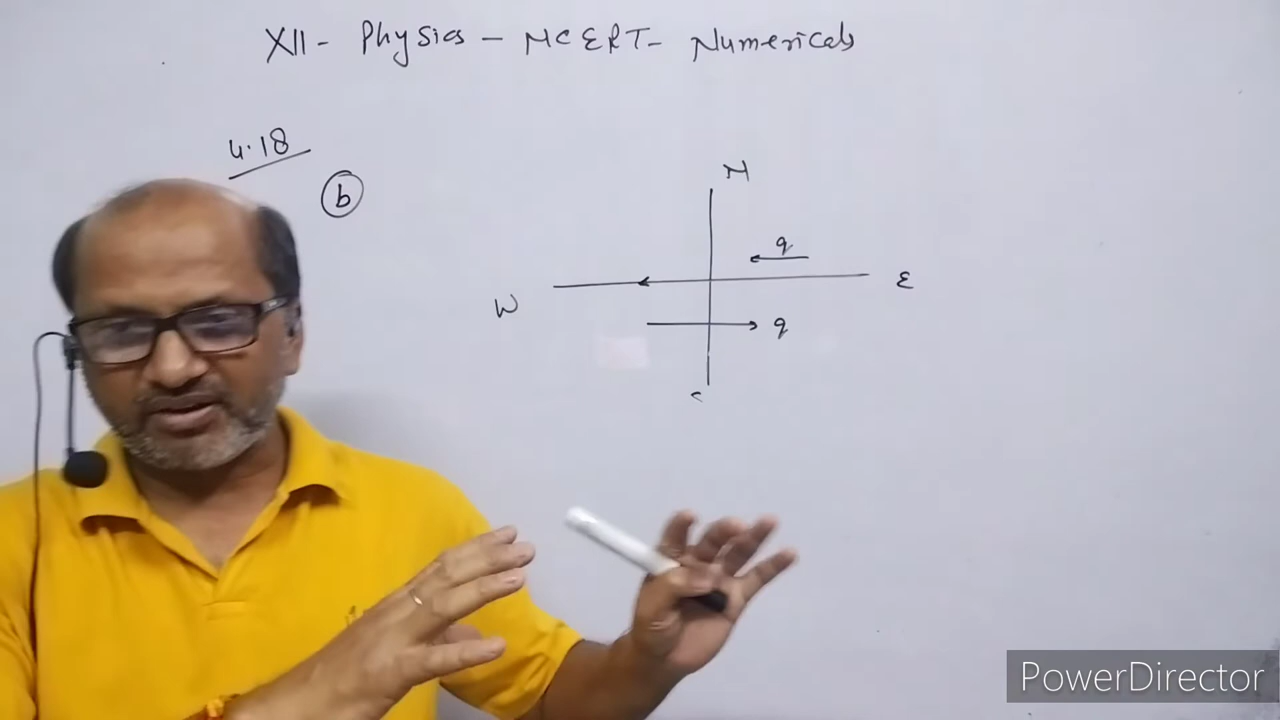 XII - Physics - NCERT - Numericals
4.18
b
N
q
W
E
q
S
PowerDirector